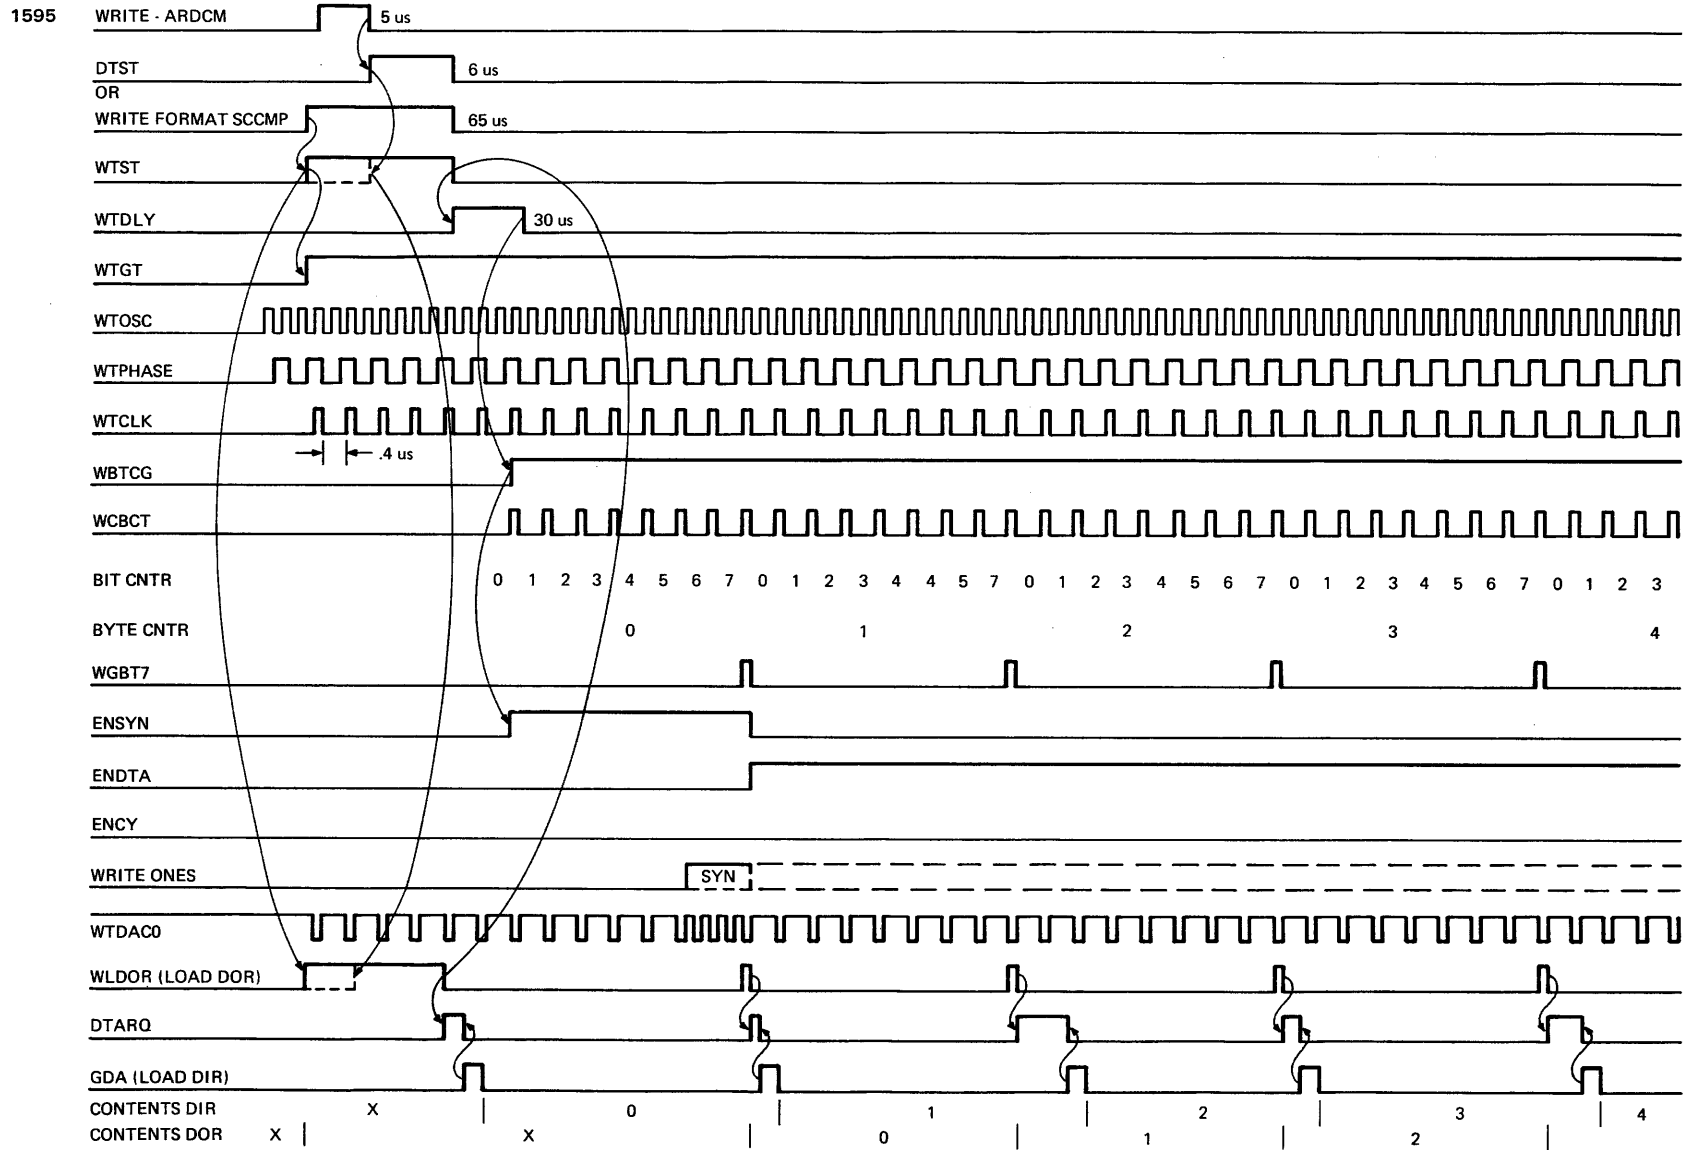 1595 WRITE - ARDCM 5 us
DTST 6 us
OR
WRITE FORMAT SCCMP 65 us
WTST
WTDLY 30 us
WTGT
WTOSC
WTPHASE
WTCLK
.4 us
WBTCG
WCBCT
BIT CNTR 0 1 2 3 4 5 6 7 0 1 2 3 4 4 5 7 0 1 2 3 4 5 6 7 0 1 2 3 4 5 6 7 0 1 2 3
BYTE CNTR 0 1 2 3 4
WGBT7
ENSYN
ENDTA
ENCY
WRITE ONES SYN
WTDAC0
WLDOR (LOAD DOR)
DTARQ
GDA (LOAD DIR)
CONTENTS DIR X 0 1 2 3 4
CONTENTS DOR X X 0 1 2